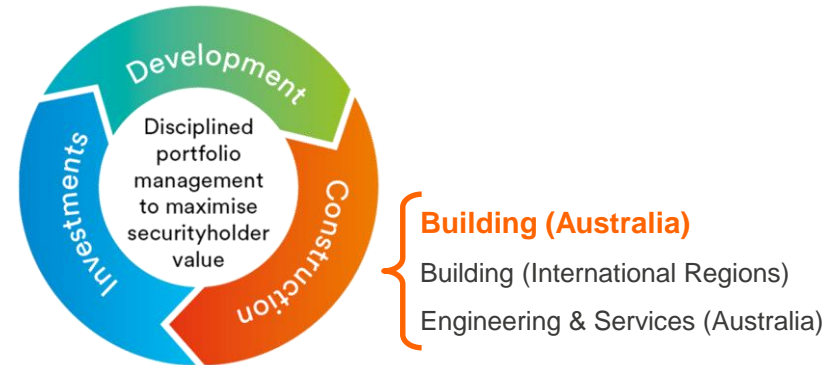 Development
Investments
Construction
Disciplined
portfolio
management
to maximise
securityholder
value
Building (Australia)
Building (International Regions)
Engineering & Services (Australia)